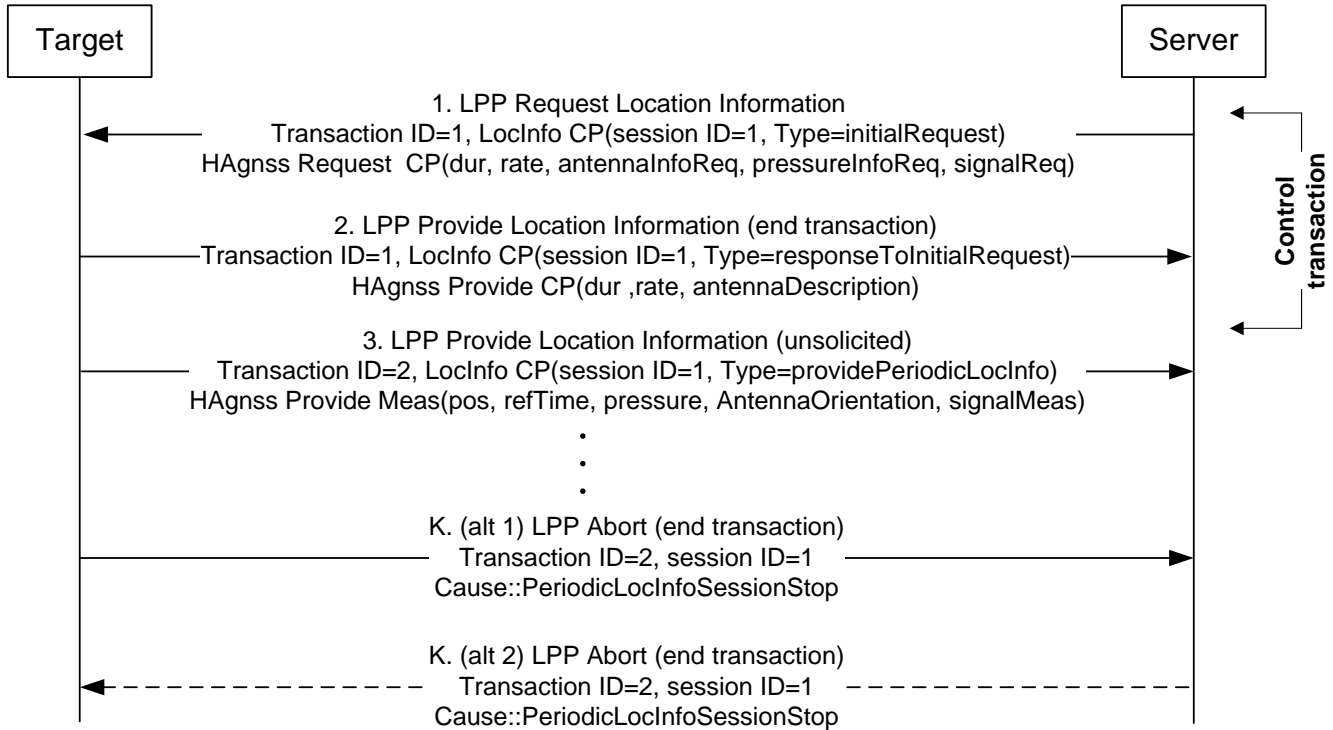 Target
Server
1. LPP Request Location Information
Transaction ID=1, LocInfo CP(session ID=1, Type=initialRequest)
HAgnss Request CP(dur, rate, antennaInfoReq, pressureInfoReq, signalReq)
Control
transaction
2. LPP Provide Location Information (end transaction)
Transaction ID=1, LocInfo CP(session ID=1, Type=responseToInitialRequest)
HAgnss Provide CP(dur ,rate, antennaDescription)
3. LPP Provide Location Information (unsolicited)
Transaction ID=2, LocInfo CP(session ID=1, Type=providePeriodicLocInfo)
HAgnss Provide Meas(pos, refTime, pressure, AntennaOrientation, signalMeas)
K. (alt 1) LPP Abort (end transaction)
Transaction ID=2, session ID=1
Cause::PeriodicLocInfoSessionStop
K. (alt 2) LPP Abort (end transaction)
Transaction ID=2, session ID=1
Cause::PeriodicLocInfoSessionStop